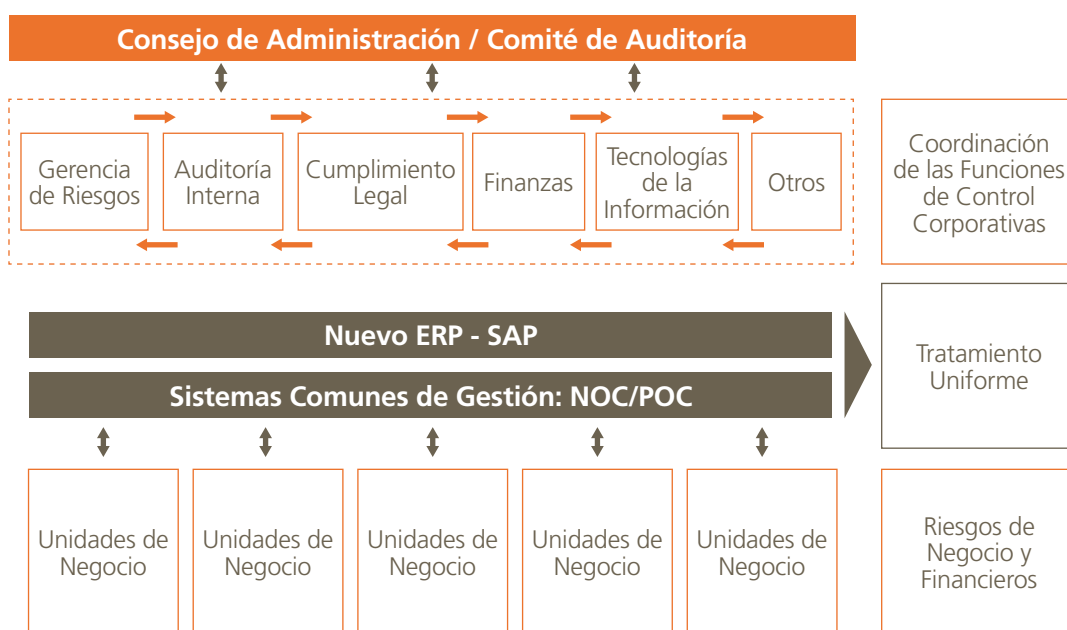 Consejo de Administración / Comité de Auditoría
Gerencia
de Riesgos
Auditoría
Interna
Cumplimiento
Legal
Finanzas
Tecnologías
de la
Información
Otros
Coordinación
de las Funciones
de Control
Corporativas
Nuevo ERP - SAP
Sistemas Comunes de Gestión: NOC/POC
Tratamiento
Uniforme
Unidades de
Negocio
Unidades de
Negocio
Unidades de
Negocio
Unidades de
Negocio
Unidades de
Negocio
Riesgos de
Negocio y
Financieros